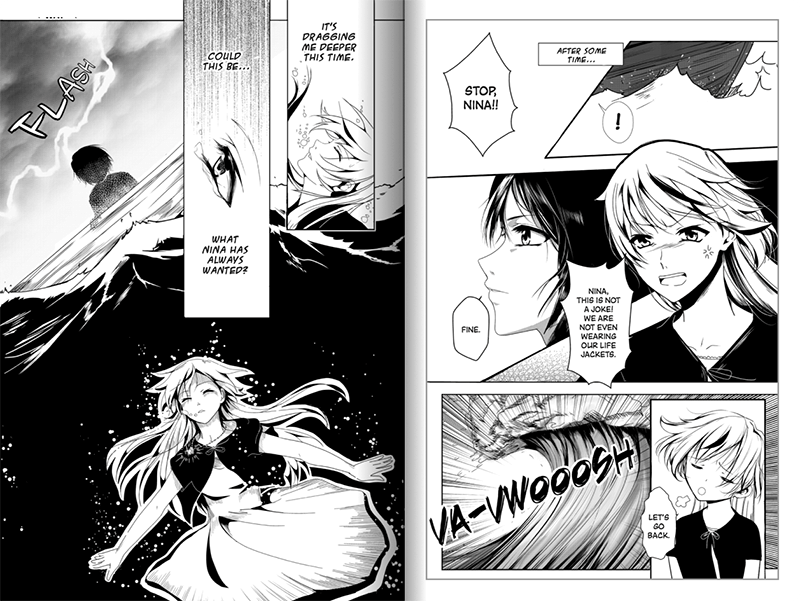 AFTER SOME
TIME...
!
STOP,
NINA!!
NINA,
THIS IS NOT
A JOKE!
WE ARE
NOT EVEN
WEARING
OUR LIFE
JACKETS.
FINE.
LET'S
GO
BACK.
VA-VWOOOSH
IT'S
DRAGGING
ME DEEPER
THIS TIME.
COULD
THIS BE...
WHAT
NINA HAS
ALWAYS
WANTED?
FLASH